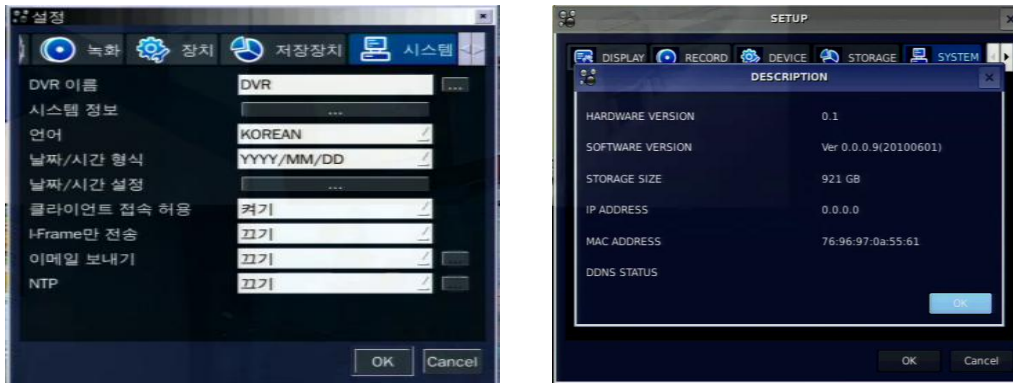 설정
녹화 장치 저장장치 시스템
DVR 이름 DVR ...
시스템 정보 ...
언어 KOREAN
날짜/시간 형식 YYYY/MM/DD
날짜/시간 설정 ...
클라이언트 접속 허용 켜기
I-Frame만 전송 끄기
이메일 보내기 끄기 ...
NTP 끄기 ...
OK Cancel
SETUP
DISPLAY RECORD DEVICE STORAGE SYSTEM
DESCRIPTION
HARDWARE VERSION 0.1
SOFTWARE VERSION Ver 0.0.0.9(20100601)
STORAGE SIZE 921 GB
IP ADDRESS 0.0.0.0
MAC ADDRESS 76:96:97:0a:55:61
DDNS STATUS
OK
OK Cancel